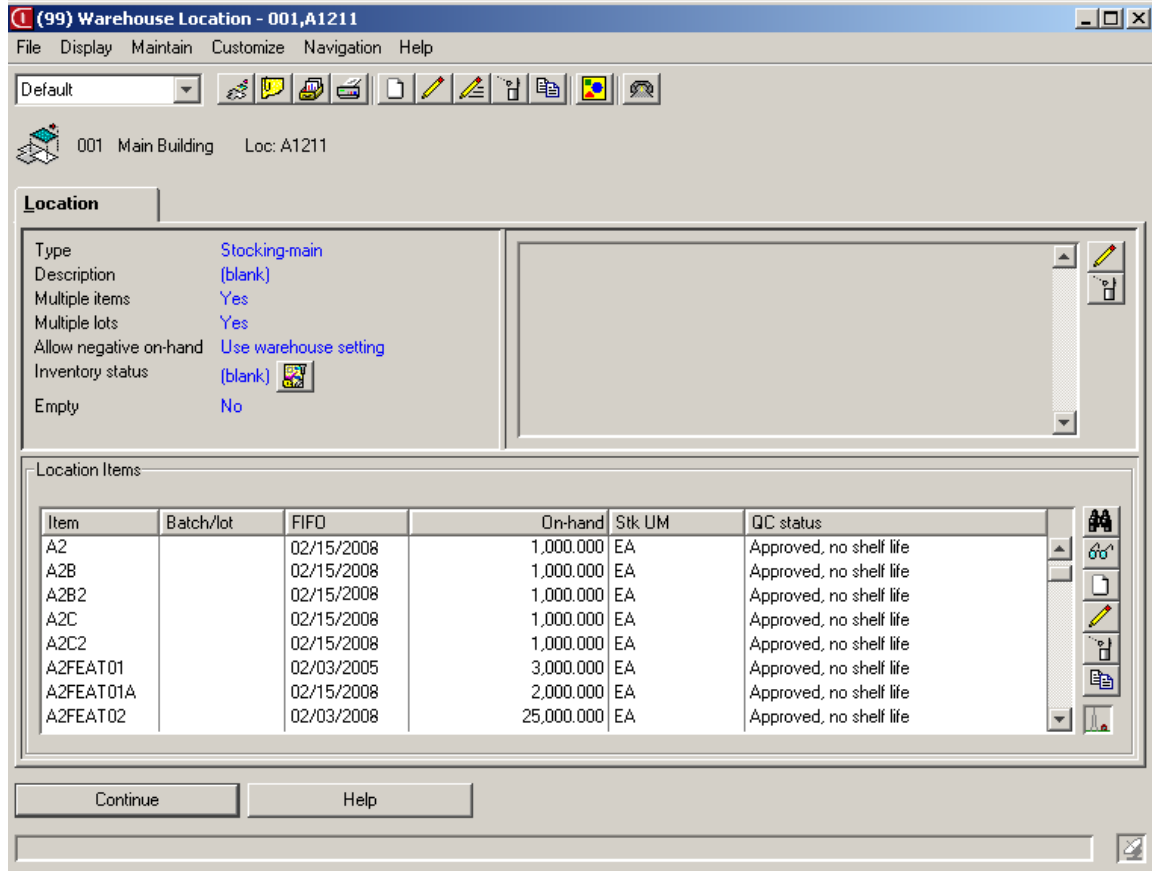 (99) Warehouse Location - 001,A1211
File Display Maintain Customize Navigation Help
Default
001 Main Building Loc: A1211
Location
Type Stocking-main
Description (blank)
Multiple items Yes
Multiple lots Yes
Allow negative on-hand Use warehouse setting
Inventory status (blank)
Empty No
Location Items
Item Batch/lot FIFO On-hand Stk UM QC status
A2 02/15/2008 1,000.000 EA Approved, no shelf life
A2B 02/15/2008 1,000.000 EA Approved, no shelf life
A2B2 02/15/2008 1,000.000 EA Approved, no shelf life
A2C 02/15/2008 1,000.000 EA Approved, no shelf life
A2C2 02/15/2008 1,000.000 EA Approved, no shelf life
A2FEAT01 02/03/2005 3,000.000 EA Approved, no shelf life
A2FEAT01A 02/15/2008 2,000.000 EA Approved, no shelf life
A2FEAT02 02/03/2008 25,000.000 EA Approved, no shelf life
Continue Help